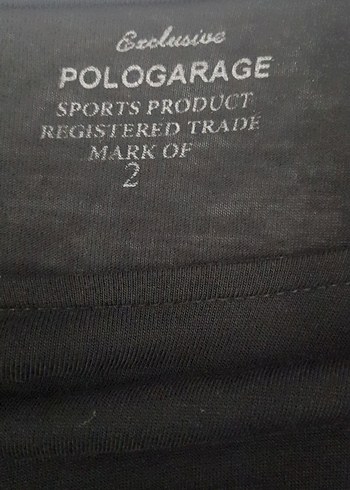 Exclusive
POLOGARAGE
SPORTS PRODUCT
REGISTERED TRADE
MARK OF
2